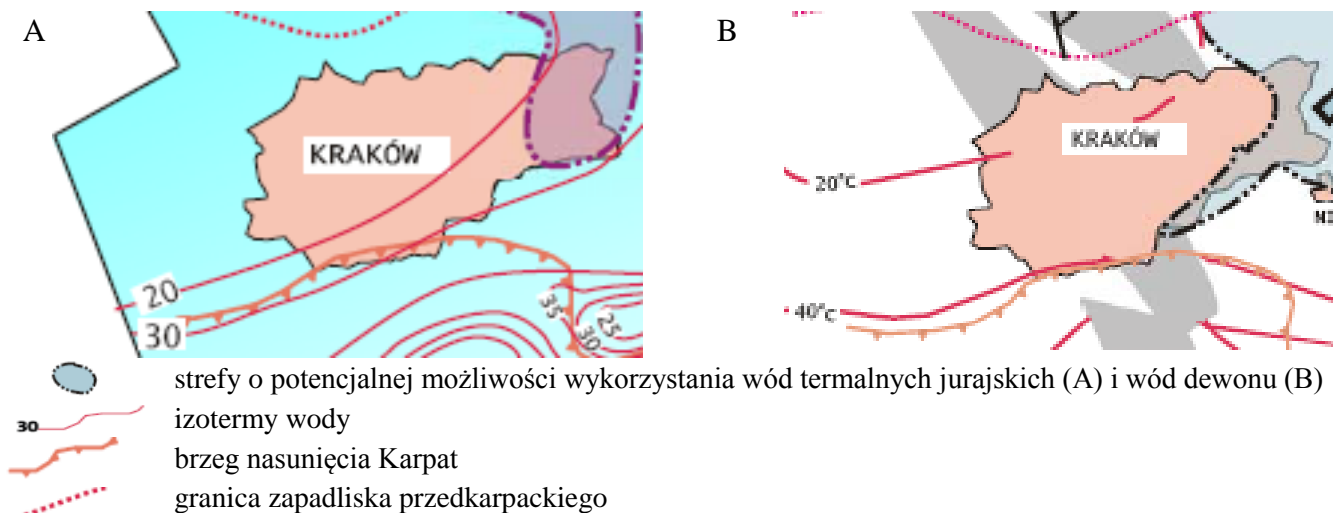 A
KRAKÓW
20
30
35
30
25
B
KRAKÓW
20°C
40°C
strefy o potencjalnej możliwości wykorzystania wód termalnych jurajskich (A) i wód dewonu (B)
30
izotermy wody
brzeg nasunięcia Karpat
granica zapadliska przedkarpackiego